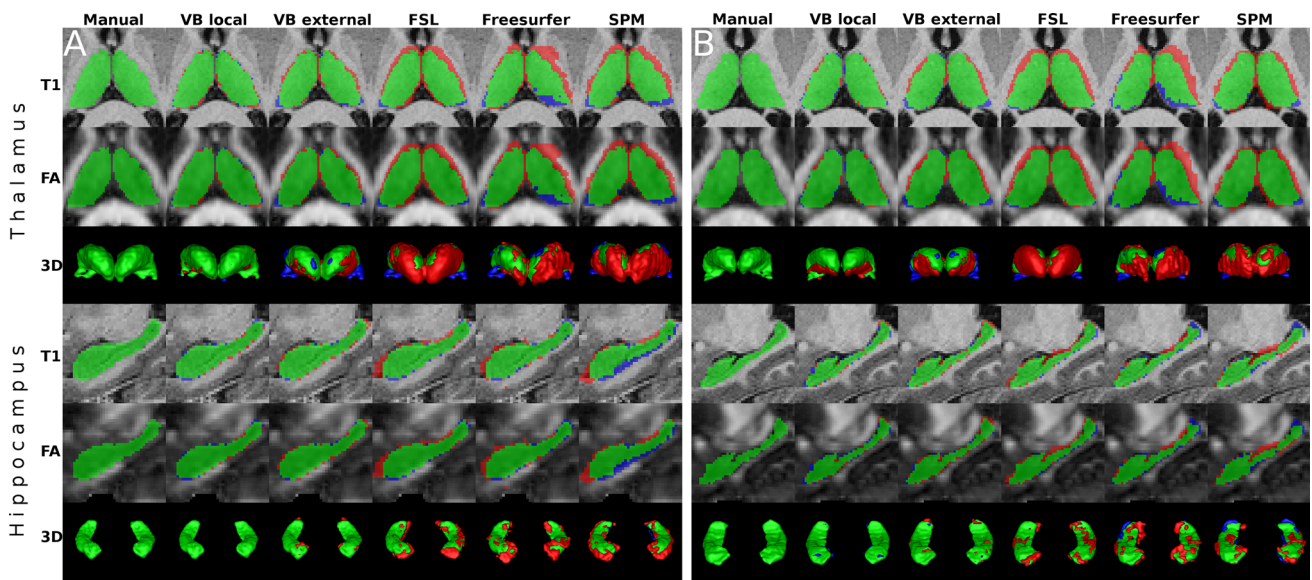 Manual VB local VB external FSL Freesurfer SPM
A
Thalamus
T1
FA
3D
Hippocampus
T1
FA
3D
Manual VB local VB external FSL Freesurfer SPM
B